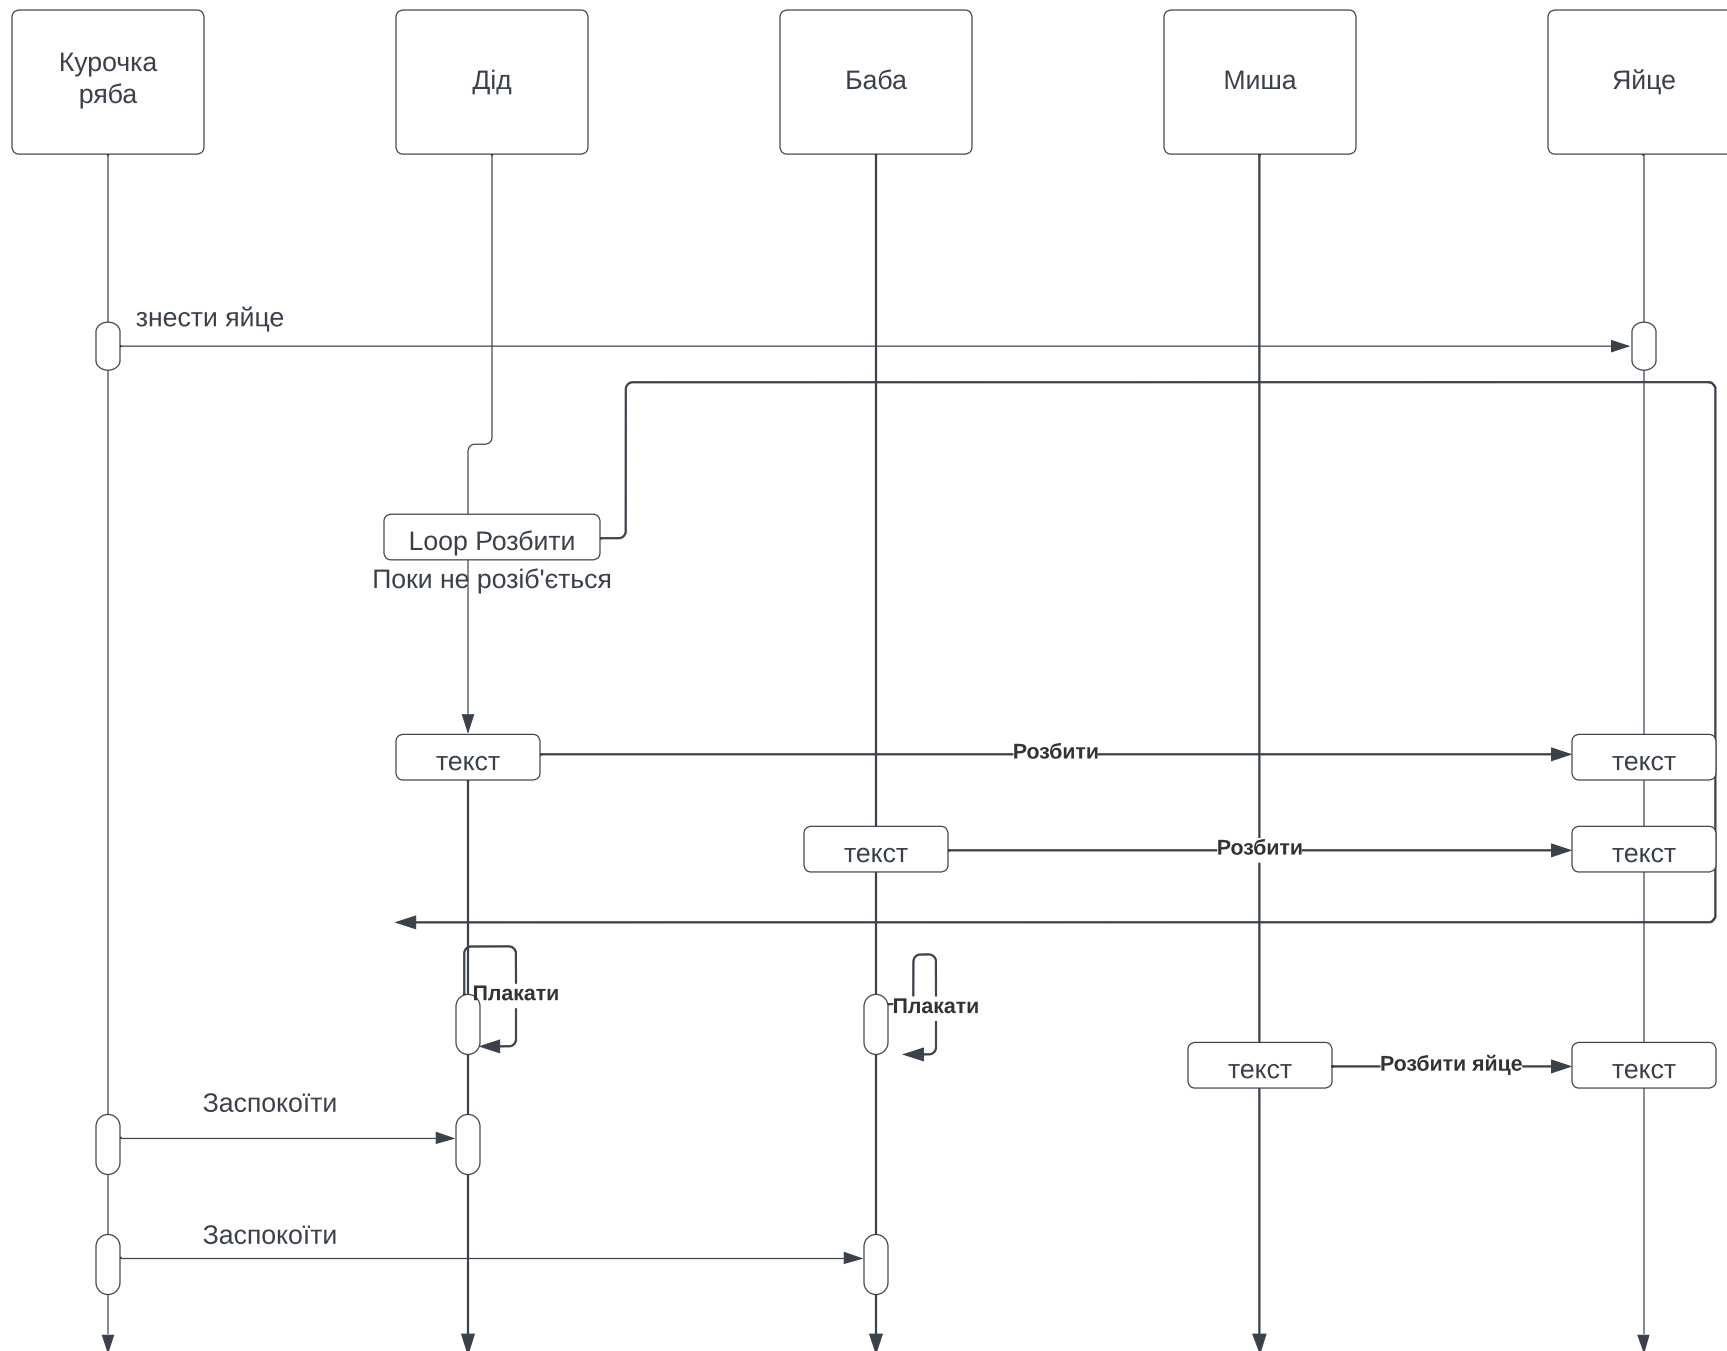 Курочка
ряба
Дід
Баба
Миша
Яйце
знести яйце
Loop Розбити
Поки не розіб'ється
текст
Розбити
текст
текст
Розбити
текст
Плакати
Плакати
текст
Розбити яйце
текст
Заспокоїти
Заспокоїти